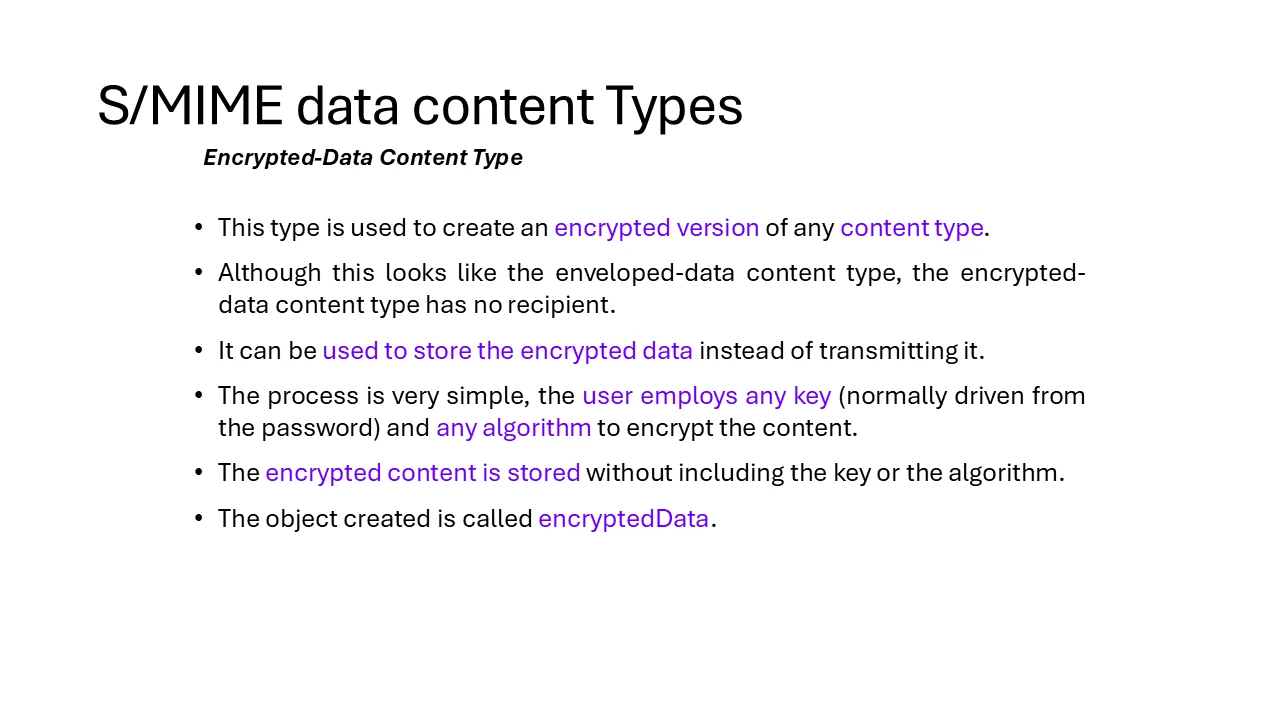 S/MIME data content Types
Encrypted-Data Content Type
• This type is used to create an encrypted version of any content type.
• Although this looks like the enveloped-data content type, the encrypted-
data content type has no recipient.
• It can be used to store the encrypted data instead of transmitting it.
• The process is very simple, the user employs any key (normally driven from
the password) and any algorithm to encrypt the content.
• The encrypted content is stored without including the key or the algorithm.
• The object created is called encryptedData.